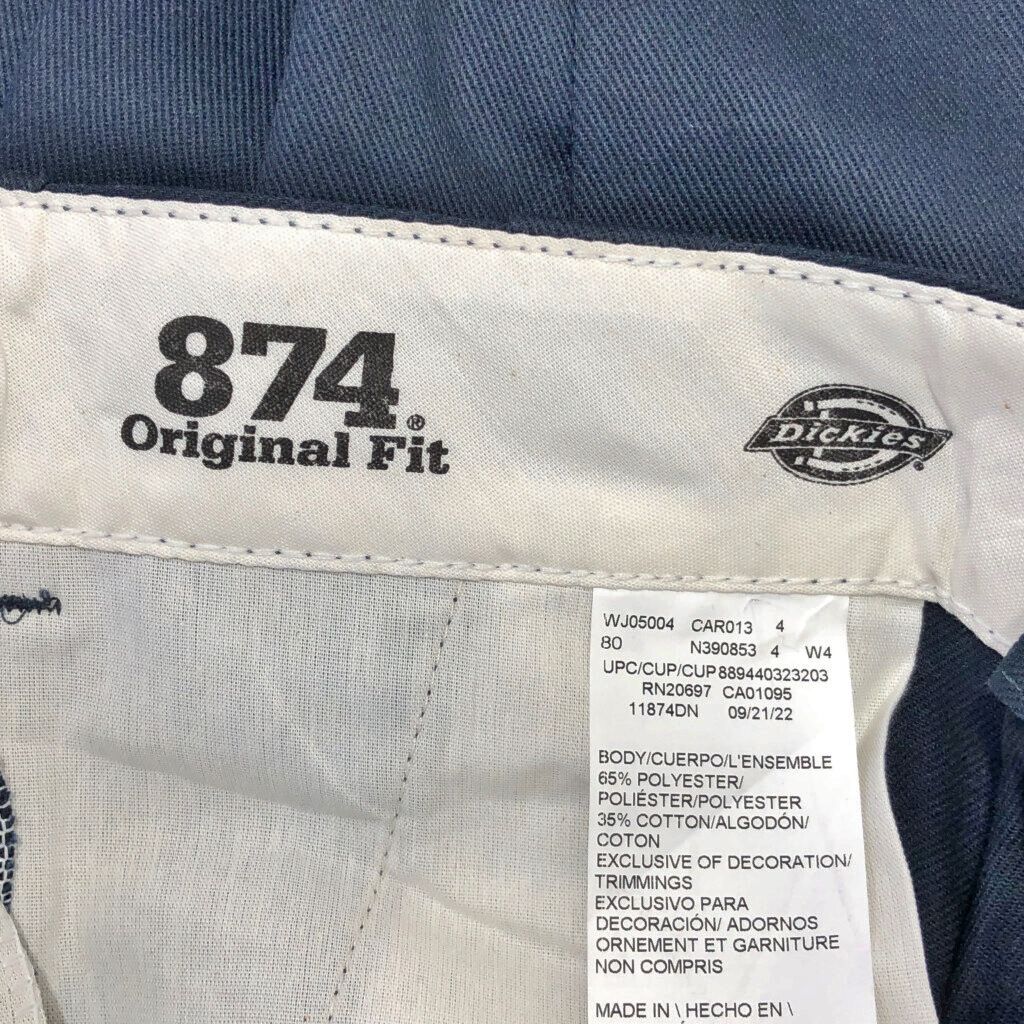 874®
Original Fit
Dickies®
WJ05004 CAR013 4
80 N390853 4 W4
UPC/CUP/CUP889440323203
RN20697 CA01095
11874DN 09/21/22
BODY/CUERPO/L'ENSEMBLE
65% POLYESTER/
POLIÉSTER/POLYESTER
35% COTTON/ALGODÓN/
COTON
EXCLUSIVE OF DECORATION/
TRIMMINGS
EXCLUSIVO PARA
DECORACIÓN/ ADORNOS
ORNEMENT ET GARNITURE
NON COMPRIS
MADE IN \ HECHO EN \